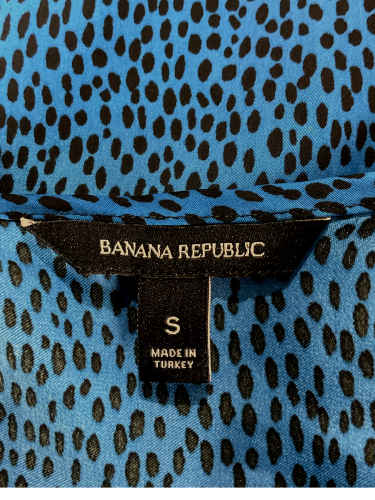 BANANA REPUBLIC
S
MADE IN
TURKEY